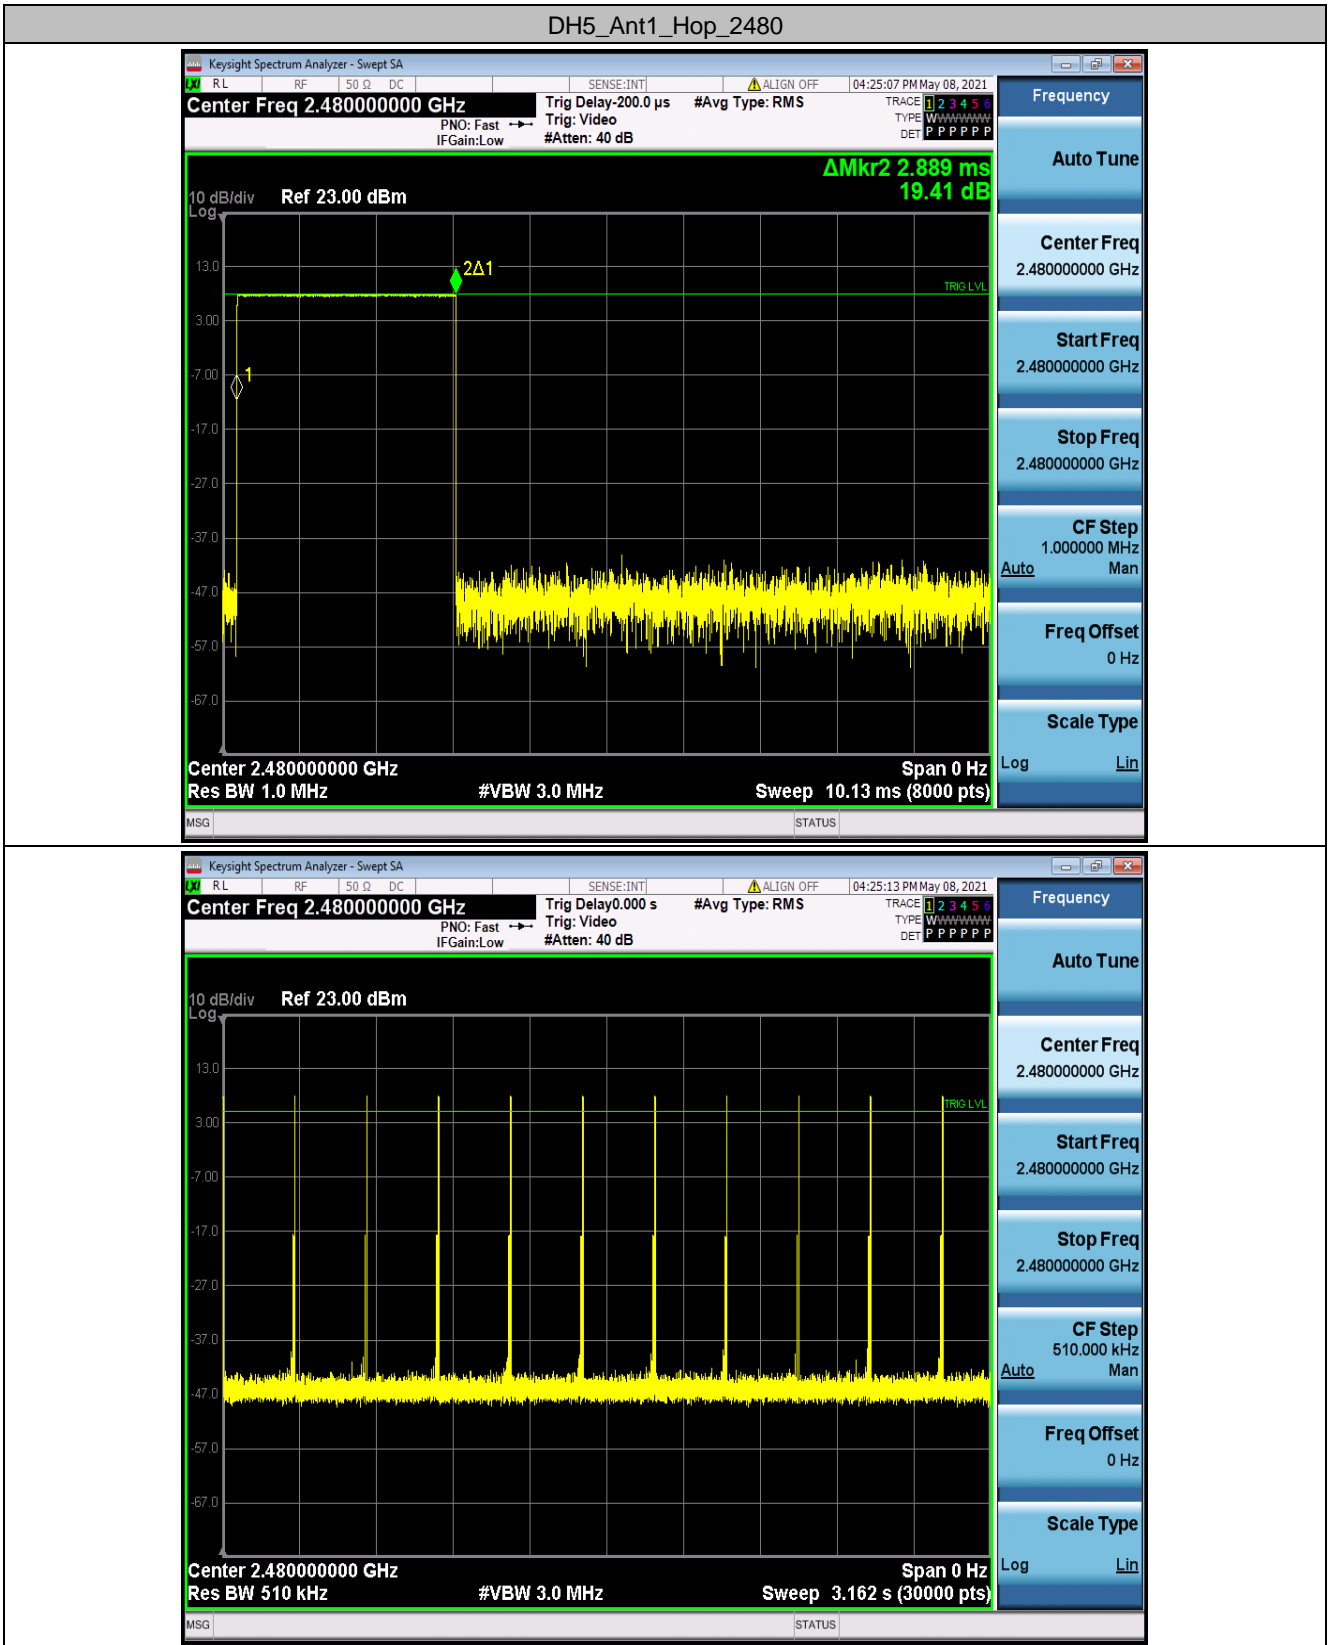 DH5_Ant1_Hop_2480
Keysight Spectrum Analyzer - Swept SA
LXI RL RF 50 Ω DC SENSE:INT ALIGN OFF 04:25:07 PM May 08, 2021
Center Freq 2.480000000 GHz
PNO: Fast
IFGain:Low
Trig Delay-200.0 µs
Trig: Video
#Atten: 40 dB
#Avg Type: RMS
TRACE 1 2 3 4 5 6
TYPE WWWWWW
DET P P P P P P
ΔMkr2 2.889 ms
19.41 dB
10 dB/div Ref 23.00 dBm
Log
13.0
3.00
-7.00
-17.0
-27.0
-37.0
-47.0
-57.0
-67.0
2Δ1
TRIG LVL
1
Center 2.480000000 GHz Span 0 Hz
Res BW 1.0 MHz #VBW 3.0 MHz Sweep 10.13 ms (8000 pts)
MSG STATUS
Frequency
Auto Tune
Center Freq
2.480000000 GHz
Start Freq
2.480000000 GHz
Stop Freq
2.480000000 GHz
CF Step
1.000000 MHz
Auto Man
Freq Offset
0 Hz
Scale Type
Log Lin
Keysight Spectrum Analyzer - Swept SA
LXI RL RF 50 Ω DC SENSE:INT ALIGN OFF 04:25:13 PM May 08, 2021
Center Freq 2.480000000 GHz
PNO: Fast
IFGain:Low
Trig Delay0.000 s
Trig: Video
#Atten: 40 dB
#Avg Type: RMS
TRACE 1 2 3 4 5 6
TYPE WWWWWW
DET P P P P P P
10 dB/div Ref 23.00 dBm
Log
13.0
3.00
-7.00
-17.0
-27.0
-37.0
-47.0
-57.0
-67.0
TRIG LVL
Center 2.480000000 GHz Span 0 Hz
Res BW 510 kHz #VBW 3.0 MHz Sweep 3.162 s (30000 pts)
MSG STATUS
Frequency
Auto Tune
Center Freq
2.480000000 GHz
Start Freq
2.480000000 GHz
Stop Freq
2.480000000 GHz
CF Step
510.000 kHz
Auto Man
Freq Offset
0 Hz
Scale Type
Log Lin